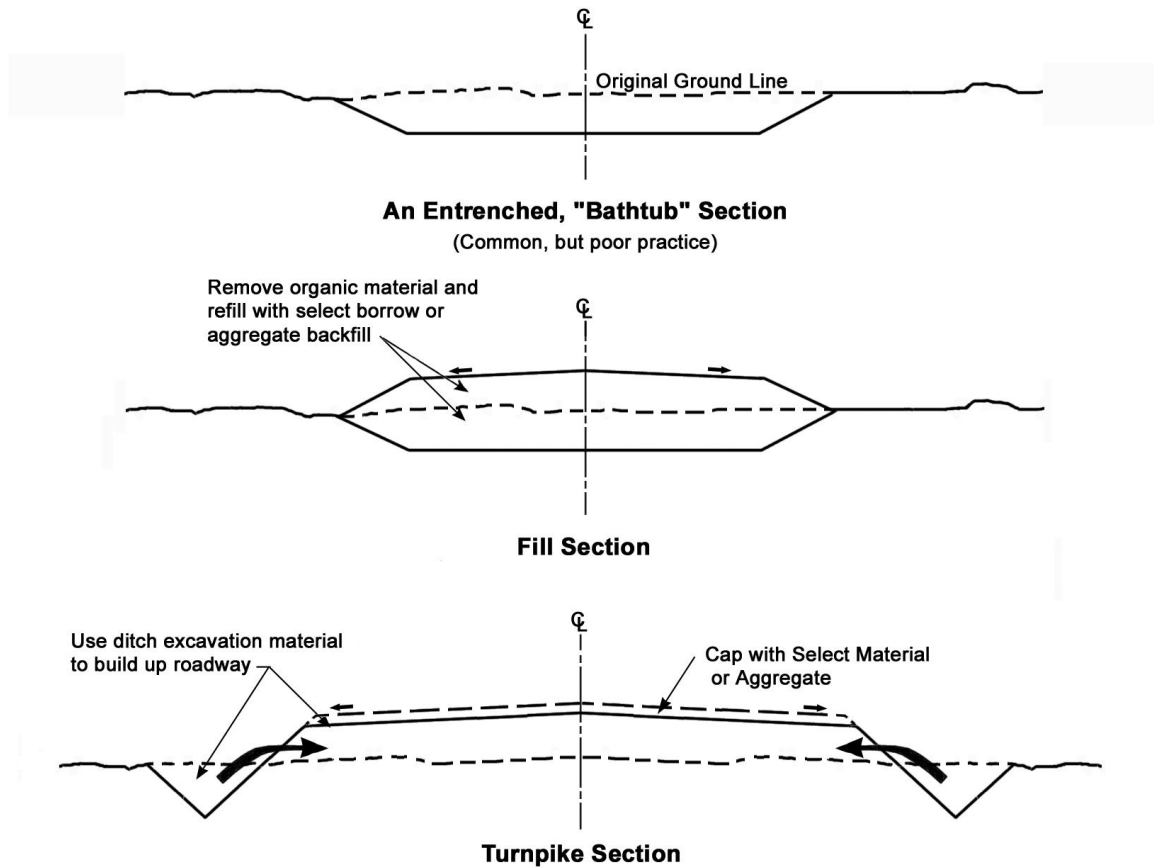 ℄
Original Ground Line
An Entrenched, "Bathtub" Section
(Common, but poor practice)
Remove organic material and
refill with select borrow or
aggregate backfill
℄
Fill Section
℄
Use ditch excavation material
to build up roadway
Cap with Select Material
or Aggregate
Turnpike Section